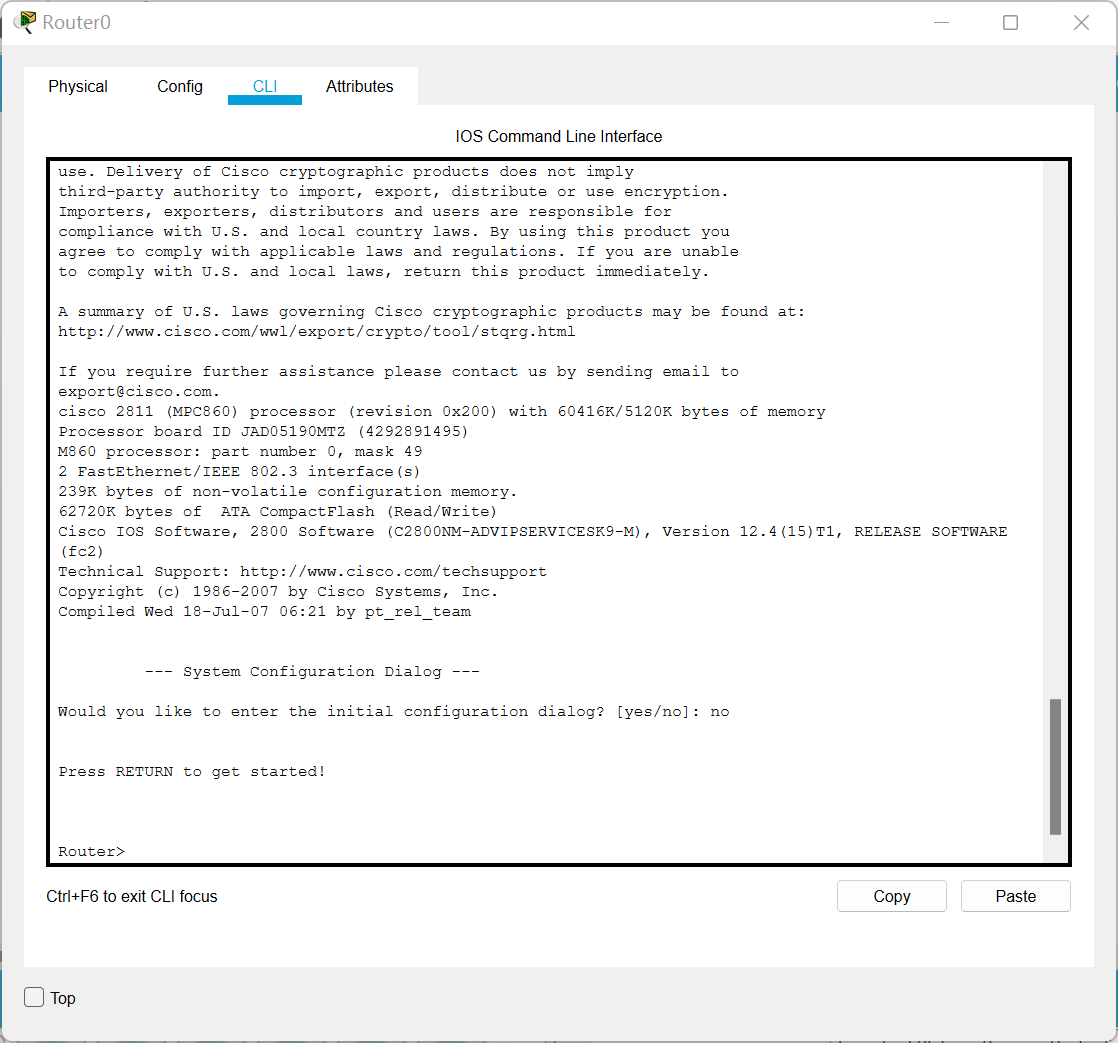 Router0
Physical Config CLI Attributes
IOS Command Line Interface
use. Delivery of Cisco cryptographic products does not imply
third-party authority to import, export, distribute or use encryption.
Importers, exporters, distributors and users are responsible for
compliance with U.S. and local country laws. By using this product you
agree to comply with applicable laws and regulations. If you are unable
to comply with U.S. and local laws, return this product immediately.
A summary of U.S. laws governing Cisco cryptographic products may be found at:
http://www.cisco.com/wwl/export/crypto/tool/stqrg.html
If you require further assistance please contact us by sending email to
export@cisco.com.
cisco 2811 (MPC860) processor (revision 0x200) with 60416K/5120K bytes of memory
Processor board ID JAD05190MTZ (4292891495)
M860 processor: part number 0, mask 49
2 FastEthernet/IEEE 802.3 interface(s)
239K bytes of non-volatile configuration memory.
62720K bytes of  ATA CompactFlash (Read/Write)
Cisco IOS Software, 2800 Software (C2800NM-ADVIPSERVICESK9-M), Version 12.4(15)T1, RELEASE SOFTWARE
(fc2)
Technical Support: http://www.cisco.com/techsupport
Copyright (c) 1986-2007 by Cisco Systems, Inc.
Compiled Wed 18-Jul-07 06:21 by pt_rel_team
--- System Configuration Dialog ---
Would you like to enter the initial configuration dialog? [yes/no]: no
Press RETURN to get started!
Router>
Ctrl+F6 to exit CLI focus
Copy Paste
Top